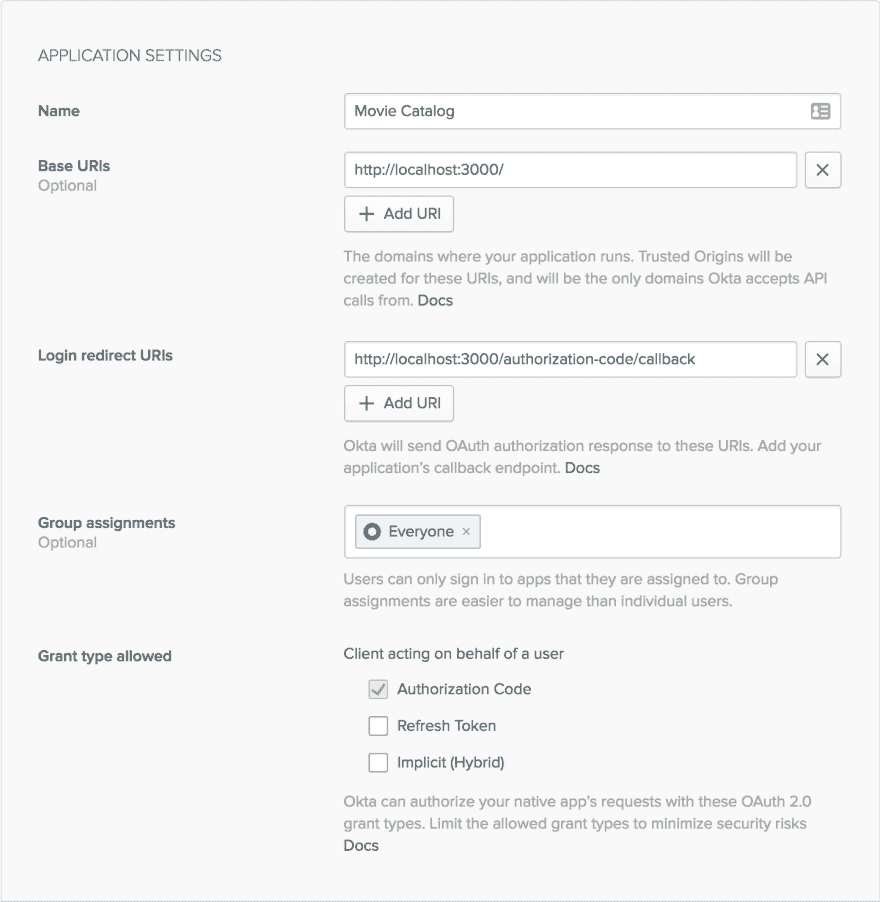 APPLICATION SETTINGS
Name
Movie Catalog
Base URIs
Optional
http://localhost:3000/
Add URI
The domains where your application runs. Trusted Origins will be
created for these URIs, and will be the only domains Okta accepts API
calls from. Docs
Login redirect URIs
http://localhost:3000/authorization-code/callback
Add URI
Okta will send OAuth authorization response to these URIs. Add your
application's callback endpoint. Docs
Group assignments
Optional
Everyone ×
Users can only sign in to apps that they are assigned to. Group
assignments are easier to manage than individual users.
Grant type allowed
Client acting on behalf of a user
Authorization Code
Refresh Token
Implicit (Hybrid)
Okta can authorize your native app's requests with these OAuth 2.0
grant types. Limit the allowed grant types to minimize security risks
Docs